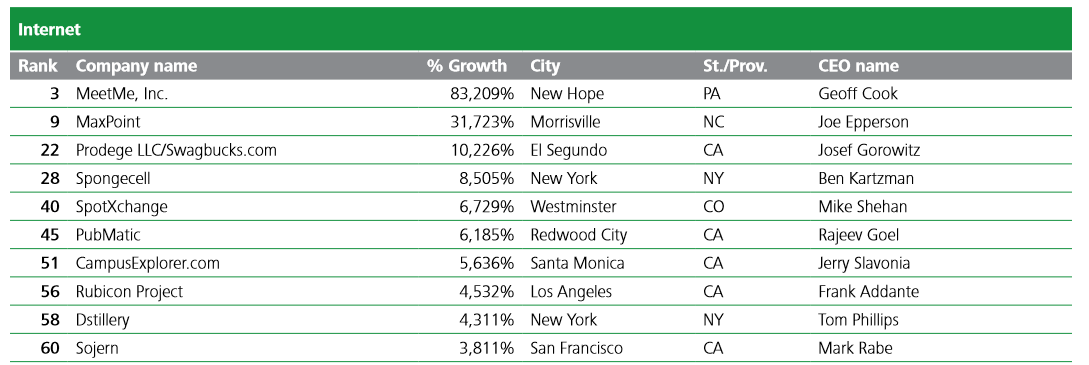 Internet
Rank Company name % Growth City St./Prov. CEO name
3 MeetMe, Inc. 83,209% New Hope PA Geoff Cook
9 MaxPoint 31,723% Morrisville NC Joe Epperson
22 Prodege LLC/Swagbucks.com 10,226% El Segundo CA Josef Gorowitz
28 Spongecell 8,505% New York NY Ben Kartzman
40 SpotXchange 6,729% Westminster CO Mike Shehan
45 PubMatic 6,185% Redwood City CA Rajeev Goel
51 CampusExplorer.com 5,636% Santa Monica CA Jerry Slavonia
56 Rubicon Project 4,532% Los Angeles CA Frank Addante
58 Dstillery 4,311% New York NY Tom Phillips
60 Sojern 3,811% San Francisco CA Mark Rabe